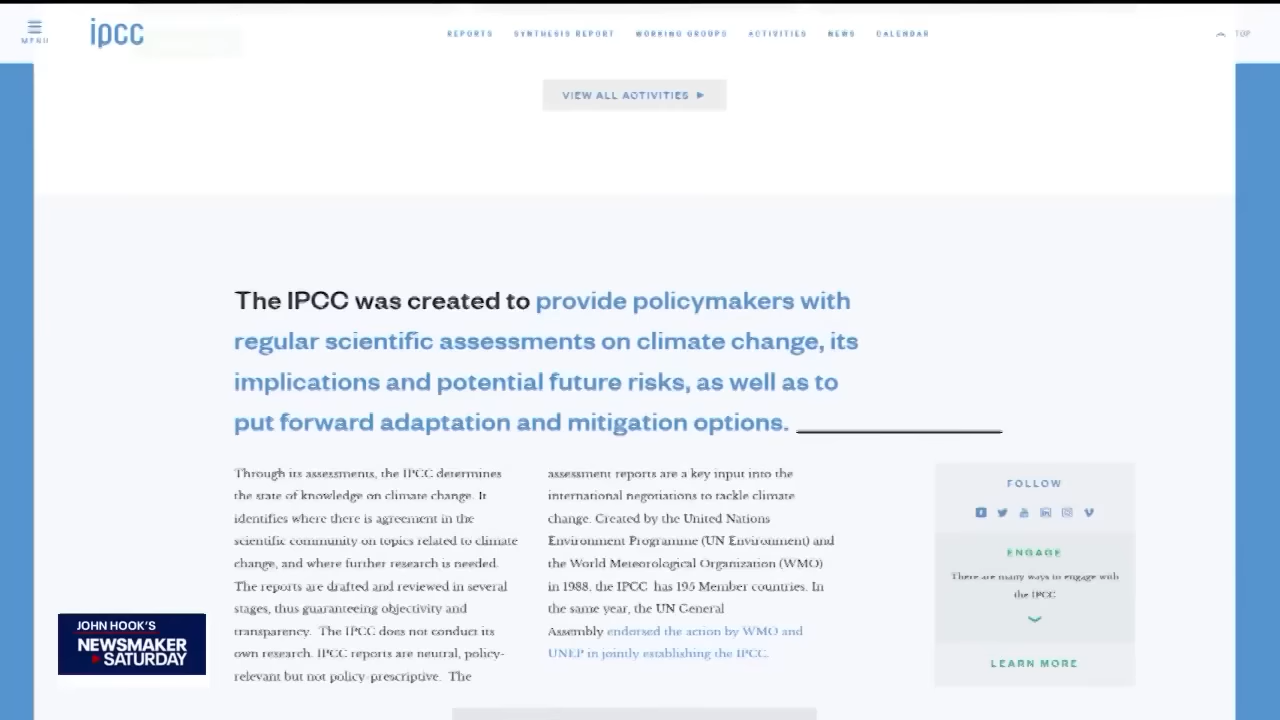 MENU
ipcc
REPORTS SYNTHESIS REPORT WORKING GROUPS ACTIVITIES NEWS CALENDAR
TOP
VIEW ALL ACTIVITIES
The IPCC was created to provide policymakers with
regular scientific assessments on climate change, its
implications and potential future risks, as well as to
put forward adaptation and mitigation options.
Through its assessments, the IPCC determines
the state of knowledge on climate change. It
identifies where there is agreement in the
scientific community on topics related to climate
change, and where further research is needed.
The reports are drafted and reviewed in several
stages, thus guaranteeing objectivity and
transparency. The IPCC does not conduct its
own research. IPCC reports are neutral, policy-
relevant but not policy-prescriptive. The
assessment reports are a key input into the
international negotiations to tackle climate
change. Created by the United Nations
Environment Programme (UN Environment) and
the World Meteorological Organization (WMO)
in 1988, the IPCC has 195 Member countries. In
the same year, the UN General
Assembly endorsed the action by WMO and
UNEP in jointly establishing the IPCC.
FOLLOW
ENGAGE
There are many ways to engage with
the IPCC
LEARN MORE
JOHN HOOK'S
NEWSMAKER
SATURDAY